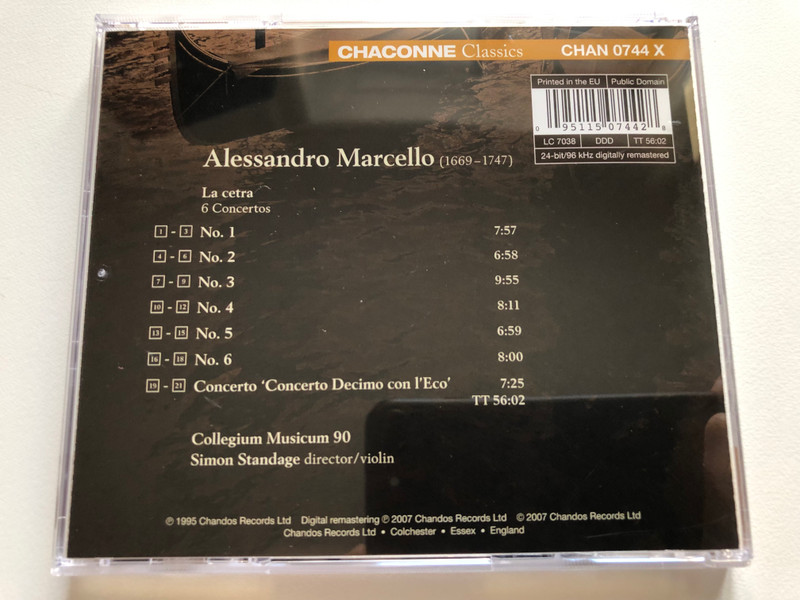 CHACONNE Classics CHAN 0744 X
Printed in the EU Public Domain
0 95115 07442 8
LC 7038 DDD TT 56:02
24-bit/96 kHz digitally remastered
Alessandro Marcello (1669–1747)
La cetra
6 Concertos
1 - 3 No. 1 7:57
4 - 6 No. 2 6:58
7 - 9 No. 3 9:55
10 - 12 No. 4 8:11
13 - 15 No. 5 6:59
16 - 18 No. 6 8:00
19 - 21 Concerto ‘Concerto Decimo con l'Eco’ 7:25
TT 56:02
Collegium Musicum 90
Simon Standage director/violin
℗ 1995 Chandos Records Ltd Digital remastering ℗ 2007 Chandos Records Ltd © 2007 Chandos Records Ltd
Chandos Records Ltd • Colchester • Essex • England